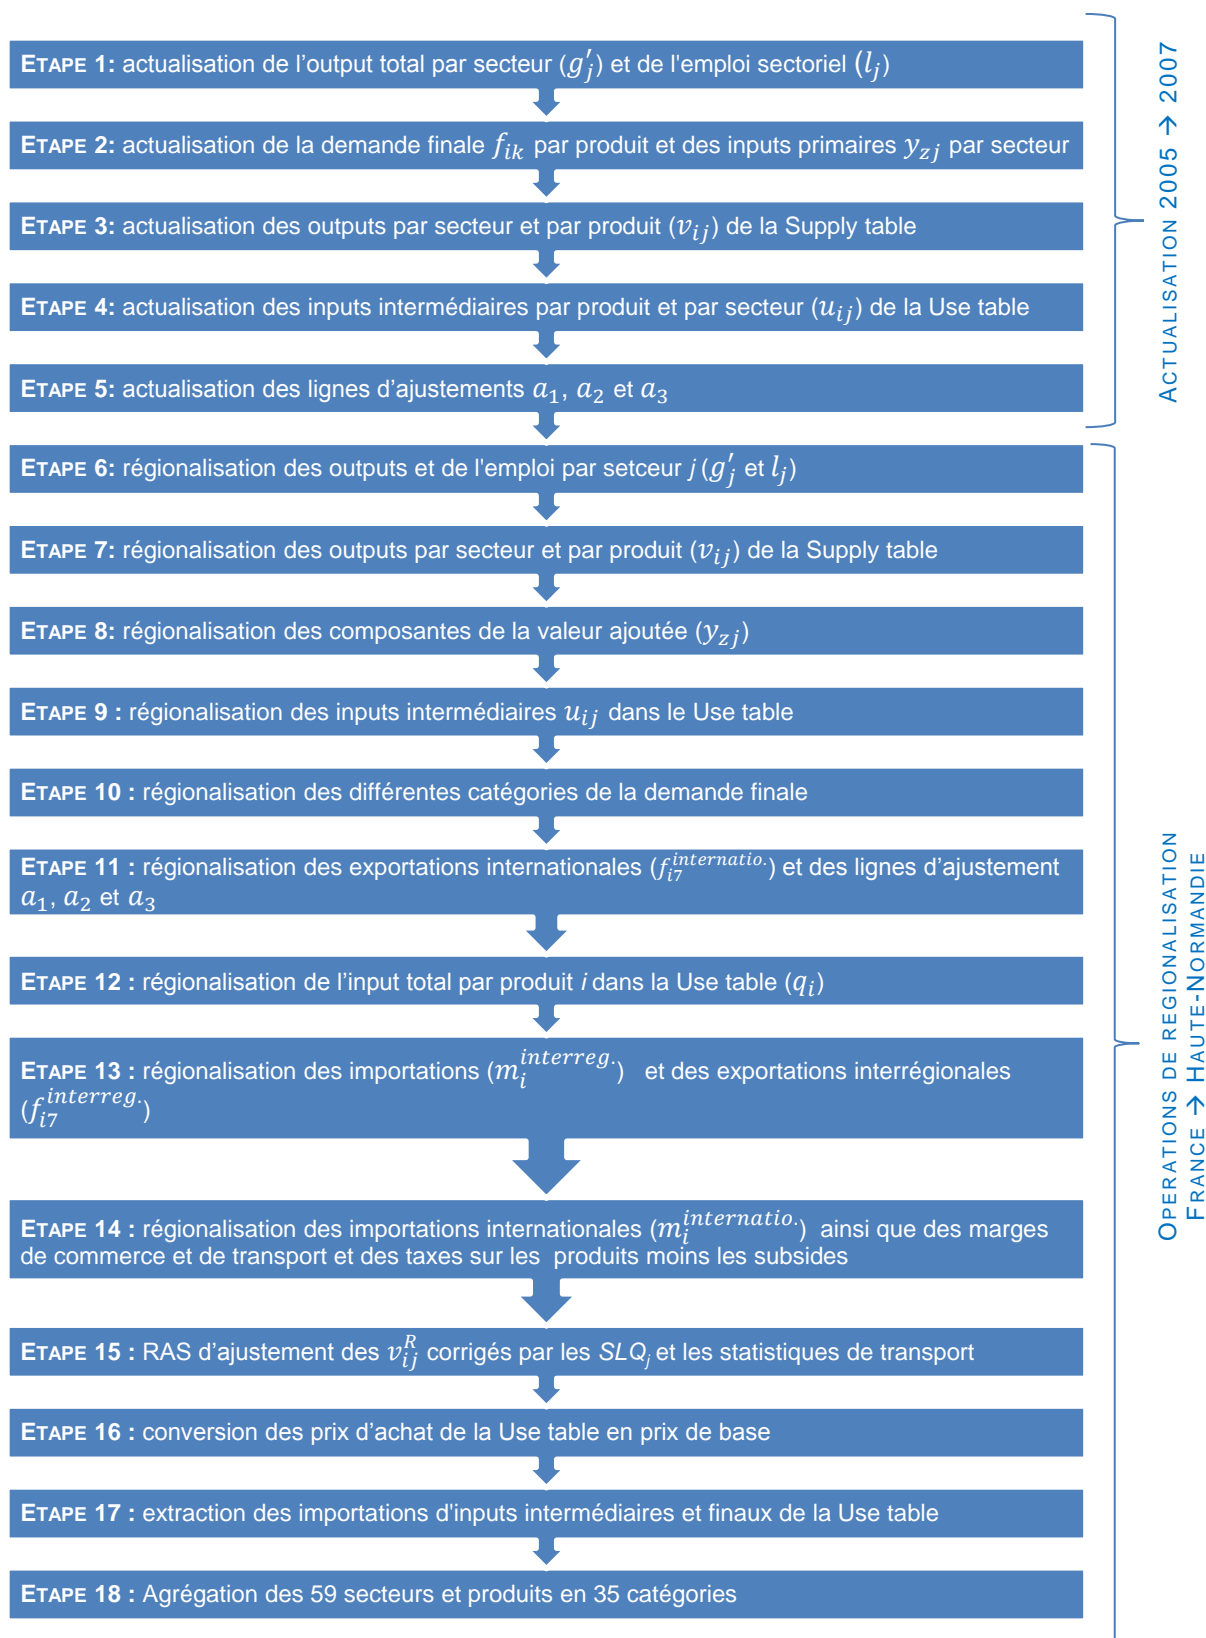 ETAPE 1: actualisation de l'output total par secteur (g′j) et de l'emploi sectoriel (lj)
ETAPE 2: actualisation de la demande finale fik par produit et des inputs primaires yzj par secteur
ETAPE 3: actualisation des outputs par secteur et par produit (vij) de la Supply table
ETAPE 4: actualisation des inputs intermédiaires par produit et par secteur (uij) de la Use table
ETAPE 5: actualisation des lignes d'ajustements a1, a2 et a3
ACTUALISATION 2005 → 2007
ETAPE 6: régionalisation des outputs et de l'emploi par setceur j (g′j et lj)
ETAPE 7: régionalisation des outputs par secteur et par produit (vij) de la Supply table
ETAPE 8: régionalisation des composantes de la valeur ajoutée (yzj)
ETAPE 9 : régionalisation des inputs intermédiaires uij dans le Use table
ETAPE 10 : régionalisation des différentes catégories de la demande finale
ETAPE 11 : régionalisation des exportations internationales (fi7internatio.) et des lignes d'ajustement
a1, a2 et a3
ETAPE 12 : régionalisation de l'input total par produit i dans la Use table (qi)
ETAPE 13 : régionalisation des importations (miinterreg.) et des exportations interrégionales
(fi7interreg.)
ETAPE 14 : régionalisation des importations internationales (miinternatio.) ainsi que des marges
de commerce et de transport et des taxes sur les produits moins les subsides
ETAPE 15 : RAS d'ajustement des vijR corrigés par les SLQj et les statistiques de transport
ETAPE 16 : conversion des prix d'achat de la Use table en prix de base
ETAPE 17 : extraction des importations d'inputs intermédiaires et finaux de la Use table
ETAPE 18 : Agrégation des 59 secteurs et produits en 35 catégories
OPERATIONS DE REGIONALISATION
FRANCE → HAUTE-NORMANDIE